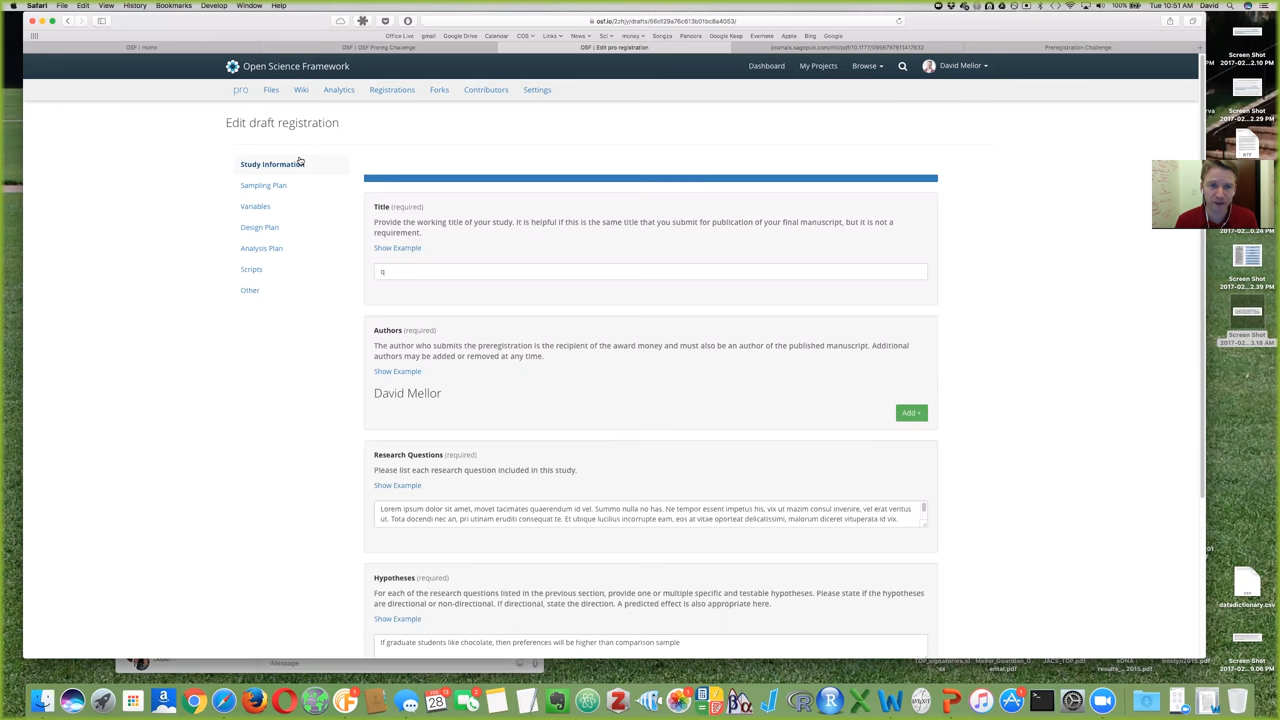 Safari File Edit View History Bookmarks Develop Window Help
100% Tue 10:51 AM David
osf.io/2zhjy/drafts/56c1f29a76c613b01bc8a4053/
Office Live gmail Google Drive Calendar COS Links News Sci money Songza Pandora Google Keep Evernote Apple Bing Google
OSF | Home OSF | OSF Prereg Challenge OSF | Edit pro registration journals.sagepub.com/doi/pdf/10.1177/0956797611417632 Preregistration Challenge
Open Science Framework Dashboard My Projects Browse David Mellor
pro Files Wiki Analytics Registrations Forks Contributors Settings
Edit draft registration
Study Information
Sampling Plan
Variables
Design Plan
Analysis Plan
Scripts
Other
Title (required)
Provide the working title of your study. It is helpful if this is the same title that you submit for publication of your final manuscript, but it is not a
requirement.
Show Example
q
Authors (required)
The author who submits the preregistration is the recipient of the award money and must also be an author of the published manuscript. Additional
authors may be added or removed at any time.
Show Example
David Mellor
Add +
Research Questions (required)
Please list each research question included in this study.
Show Example
Lorem ipsum dolor sit amet, movet tacimates quaerendum id vel. Summo nulla no has. Ne tempor essent impetus his, vix ut mazim consul invenire, vel erat veritus
ut. Tota docendi nec an, pri utinam eruditi consequat te. Et ubique lucilius incorrupte eam, eos at vitae oporteat delicatissimi, malorum diceret vituperata id vix.
Hypotheses (required)
For each of the research questions listed in the previous section, provide one or multiple specific and testable hypotheses. Please state if the hypotheses
are directional or non-directional. If directional, state the direction. A predicted effect is also appropriate here.
Show Example
If graduate students like chocolate, then preferences will be higher than comparison sample
Screen Shot
2017-02...2.10 PM
Screen Shot
2017-02...2.29 PM
RTF
Screen Shot
2017-02...2.39 PM
Screen Shot
2017-02...3.18 AM
datadictionary.csv
Screen Shot
2017-02...9.06 PM
iMessage